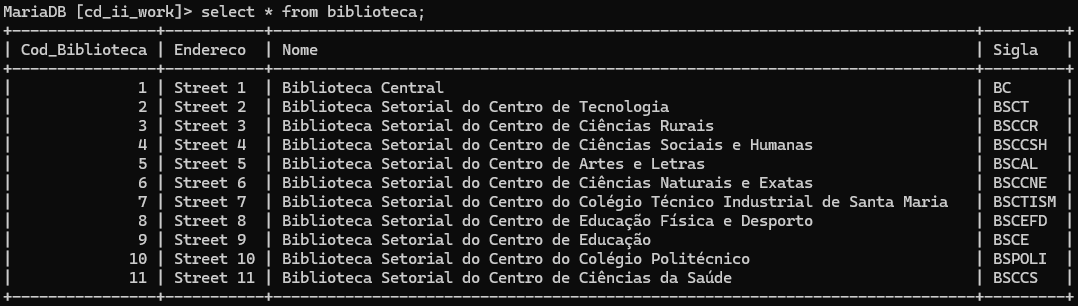 MariaDB [cd_ii_work]> select * from biblioteca;
+----------------+-----------+------------------------------------------------------------------------------+---------+
| Cod_Biblioteca | Endereco  | Nome                                                                         | Sigla   |
+----------------+-----------+------------------------------------------------------------------------------+---------+
|              1 | Street 1  | Biblioteca Central                                                           | BC      |
|              2 | Street 2  | Biblioteca Setorial do Centro de Tecnologia                                  | BSCT    |
|              3 | Street 3  | Biblioteca Setorial do Centro de Ciências Rurais                             | BSCCR   |
|              4 | Street 4  | Biblioteca Setorial do Centro de Ciências Sociais e Humanas                  | BSCCSH  |
|              5 | Street 5  | Biblioteca Setorial do Centro de Artes e Letras                              | BSCAL   |
|              6 | Street 6  | Biblioteca Setorial do Centro de Ciências Naturais e Exatas                  | BSCCNE  |
|              7 | Street 7  | Biblioteca Setorial do Centro do Colégio Técnico Industrial de Santa Maria   | BSCTISM |
|              8 | Street 8  | Biblioteca Setorial do Centro de Educação Física e Desporto                  | BSCEFD  |
|              9 | Street 9  | Biblioteca Setorial do Centro de Educação                                    | BSCE    |
|             10 | Street 10 | Biblioteca Setorial do Centro do Colégio Politécnico                         | BSPOLI  |
|             11 | Street 11 | Biblioteca Setorial do Centro de Ciências da Saúde                           | BSCCS   |
+----------------+-----------+------------------------------------------------------------------------------+---------+